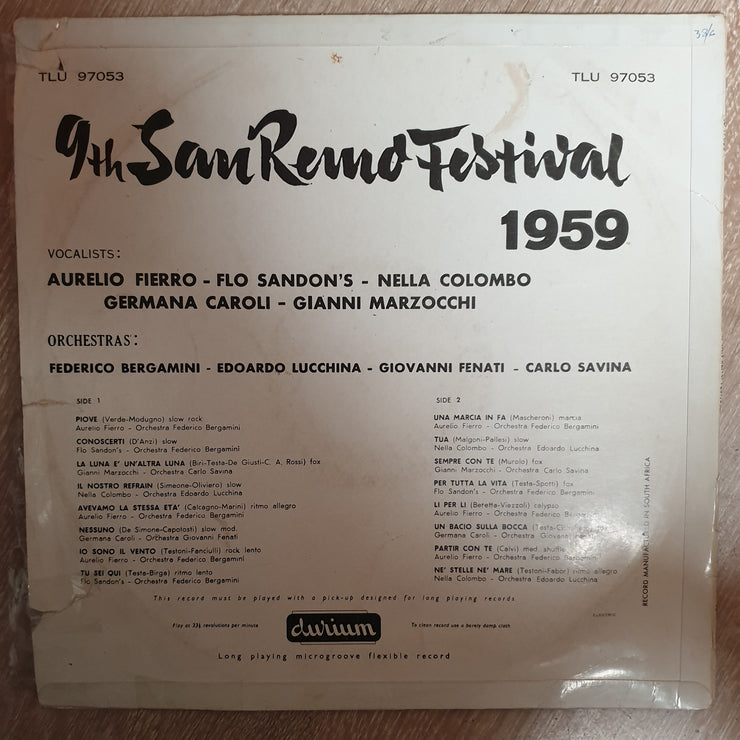 38/6
TLU 97053
TLU 97053
9th San Remo Festival
1959
VOCALISTS:
AURELIO FIERRO - FLO SANDON'S - NELLA COLOMBO
GERMANA CAROLI - GIANNI MARZOCCHI
ORCHESTRAS:
FEDERICO BERGAMINI - EDOARDO LUCCHINA - GIOVANNI FENATI - CARLO SAVINA
SIDE 1
PIOVE (Verde-Modugno) slow rock
Aurelio Fierro - Orchestra Federico Bergamini
CONOSCERTI (D'Anzi) slow
Flo Sandon's - Orchestra Federico Bergamini
LA LUNA E' UN'ALTRA LUNA (Biri-Testa-De Giusti-C. A. Rossi) fox
Gianni Marzocchi - Orchestra Carlo Savina
IL NOSTRO REFRAIN (Simeone-Oliviero) slow
Nella Colombo - Orchestra Edoardo Lucchina
AVEVAMO LA STESSA ETA' (Calcagno-Marini) ritmo allegro
Aurelio Fierro - Orchestra Federico Bergamini
NESSUNO (De Simone-Capotosti) slow mod.
Germana Caroli - Orchestra Giovanni Fenati
IO SONO IL VENTO (Testoni-Fanciulli) rock lento
Aurelio Fierro - Orchestra Federico Bergamini
TU SEI QUI (Testa-Birga) ritmo lento
Flo Sandon's - Orchestra Federico Bergamini
SIDE 2
UNA MARCIA IN FA (Mascheroni) marcia
Aurelio Fierro - Orchestra Federico Bergamini
TUA (Malgoni-Pallesi) slow
Nella Colombo - Orchestra Edoardo Lucchina
SEMPRE CON TE (Murolo) fox
Gianni Marzocchi - Orchestra Carlo Savina
PER TUTTA LA VITA (Testa-Spotti) fox
Flo Sandon's - Orchestra Federico Bergamini
LI PER LI (Beretta-Viezzoli) calypso
Aurelio Fierro - Orchestra Federico Bergamini
UN BACIO SULLA BOCCA
Germana Caroli - Orchestra
PARTIR CON TE (Calvi) med. shuffle
Aurelio Fierro - Orchestra Federico Bergamini
NE' STELLE NE' MARE (Testoni-Fabor) ritmo allegro
Nella Colombo - Orchestra Edoardo Lucchina
RECORD MANUFACTURED IN SOUTH AFRICA
This record must be played with a pick-up designed for long playing records
Play at 33⅓ revolutions per minute
durium
To clean record use a barely damp cloth.
Long playing microgroove flexible record